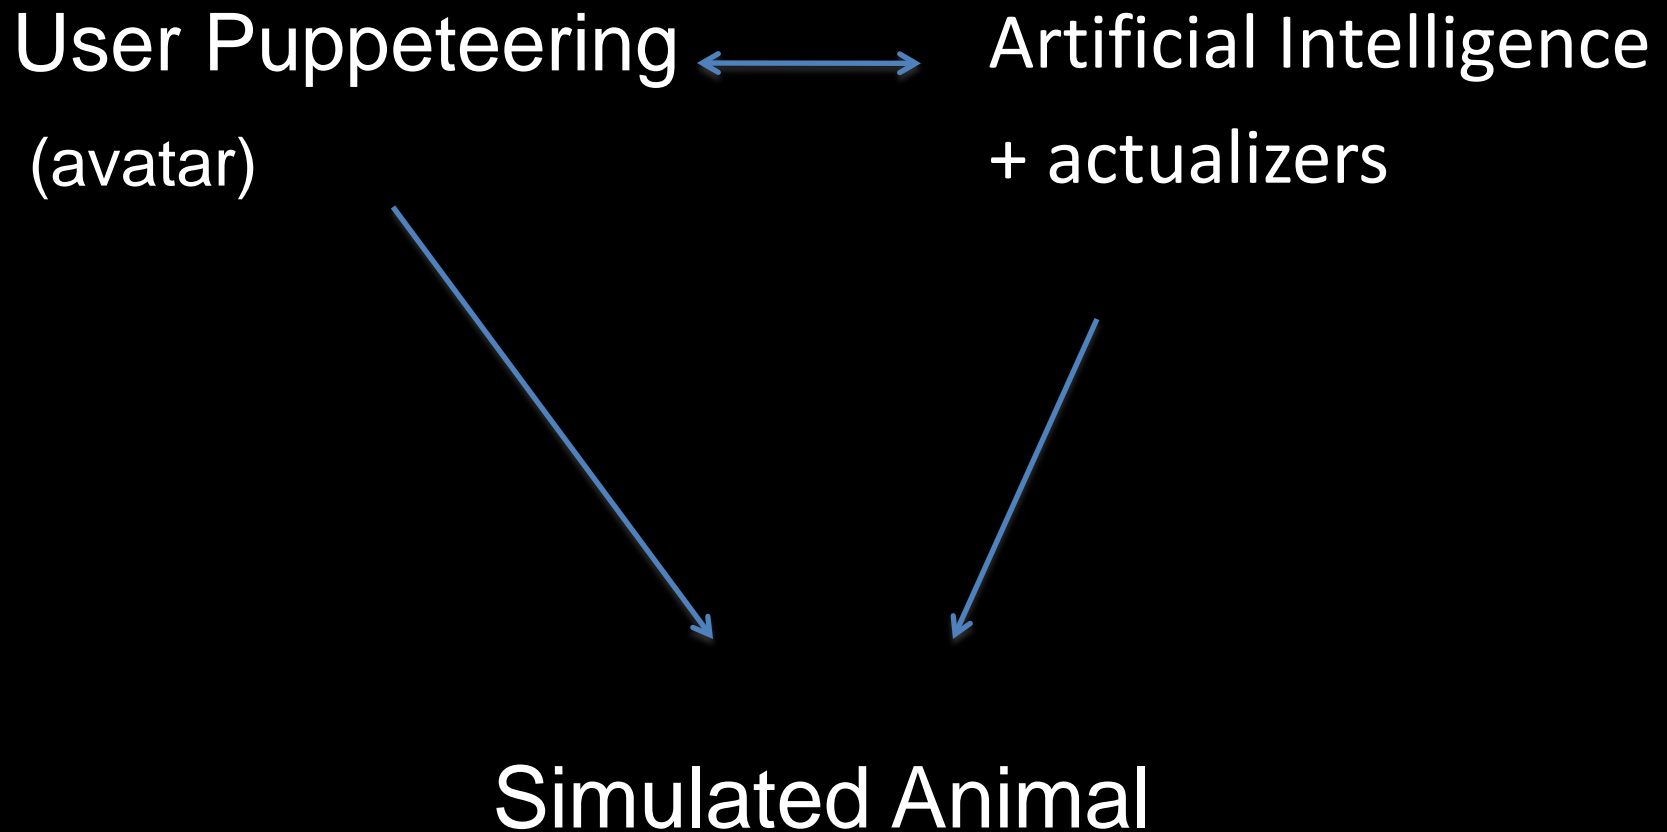 User Puppeteering
Artificial Intelligence
(avatar)
+ actualizers
Simulated Animal